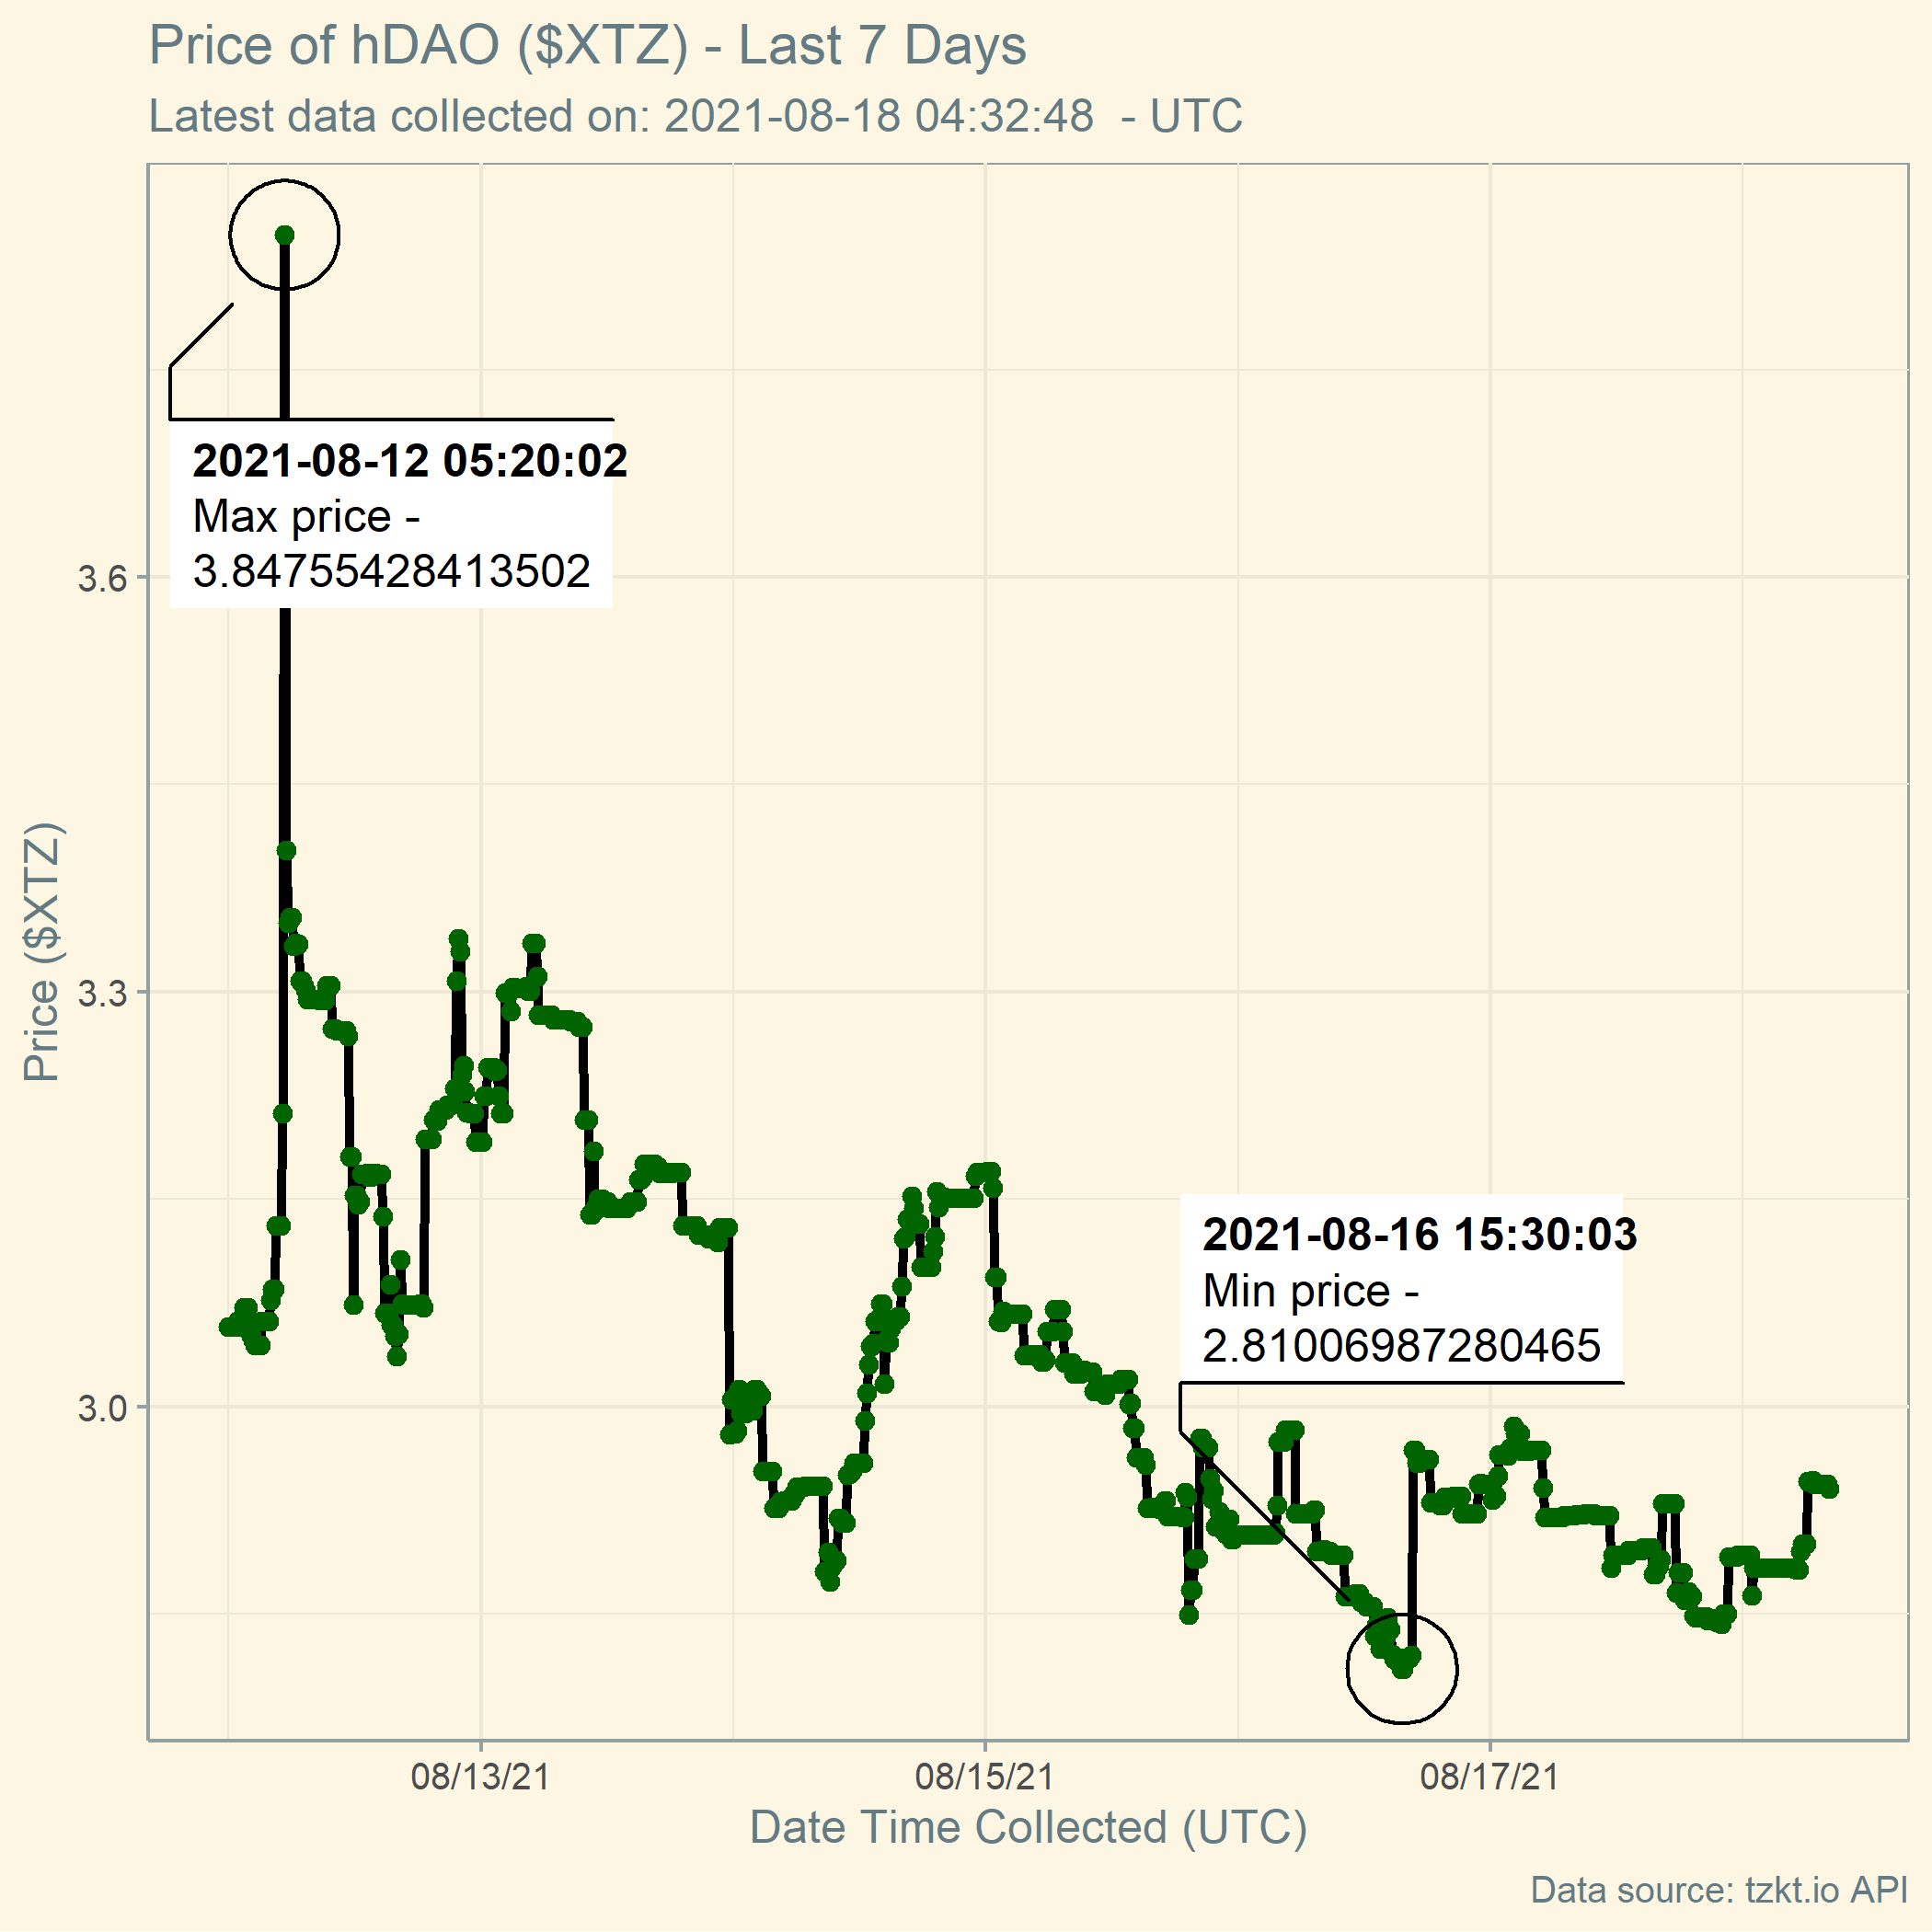 Price of hDAO ($XTZ) - Last 7 Days
Latest data collected on: 2021-08-18 04:32:48  - UTC
2021-08-12 05:20:02
Max price -
3.84755428413502
3.6
Price ($XTZ)
3.3
2021-08-16 15:30:03
Min price -
2.81006987280465
3.0
08/13/21
08/15/21
08/17/21
Date Time Collected (UTC)
Data source: tzkt.io API